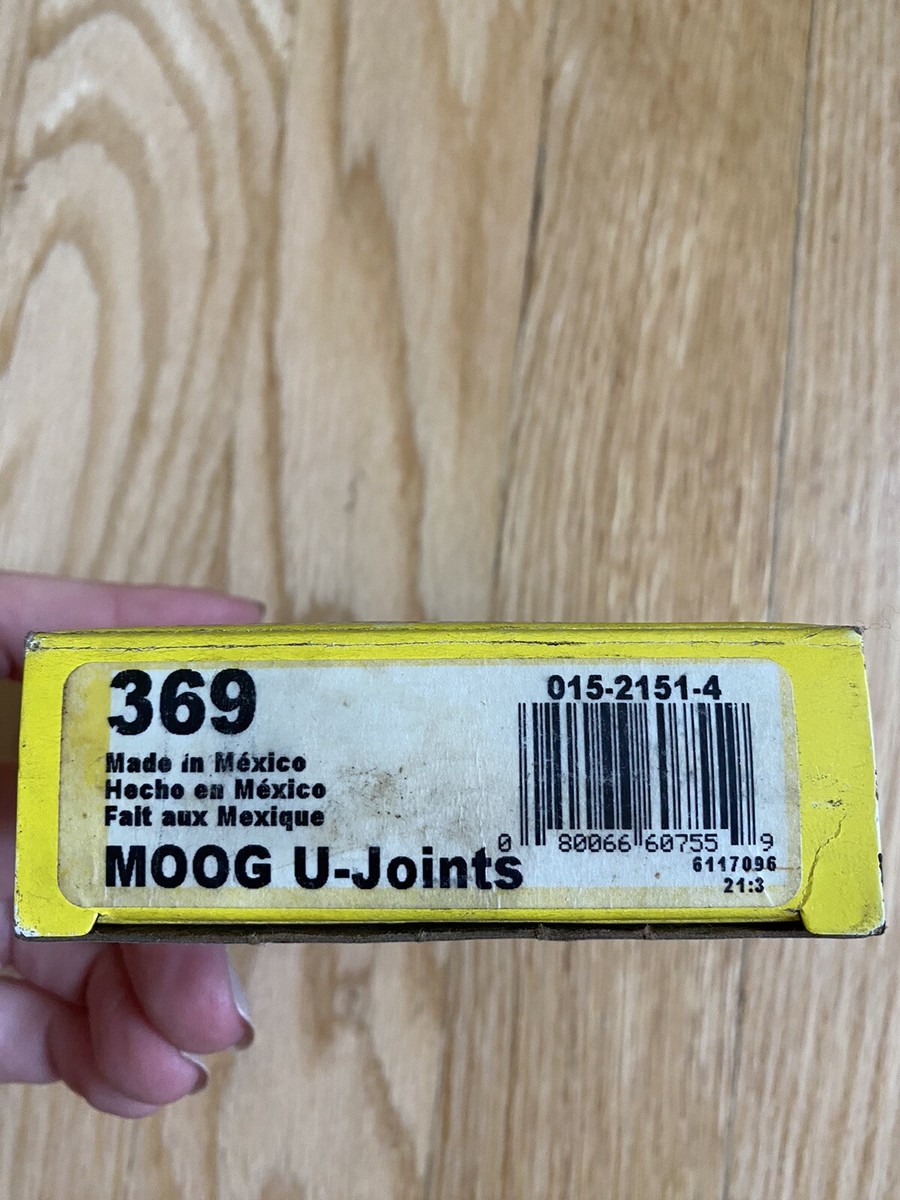 369
Made in México
Hecho en México
Fait aux Mexique
MOOG U-Joints
015-2151-4
0 80066 60755 9
6117096
21:3